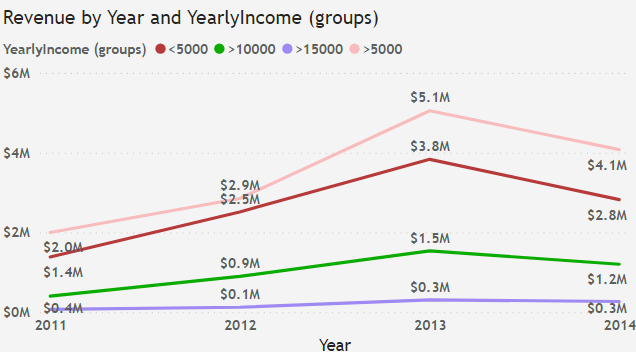 Revenue by Year and YearlyIncome (groups)
YearlyIncome (groups) <5000 >10000 >15000 >5000
$6M
$5.1M
$4M
$3.8M
$4.1M
$2.9M
$2.5M
$2.8M
$2M
$2.0M
$1.4M
$1.5M
$0.9M
$1.2M
$0.1M
$0.3M
$0M
$0.4M
$0.3M
2011 2012 2013 2014
Year